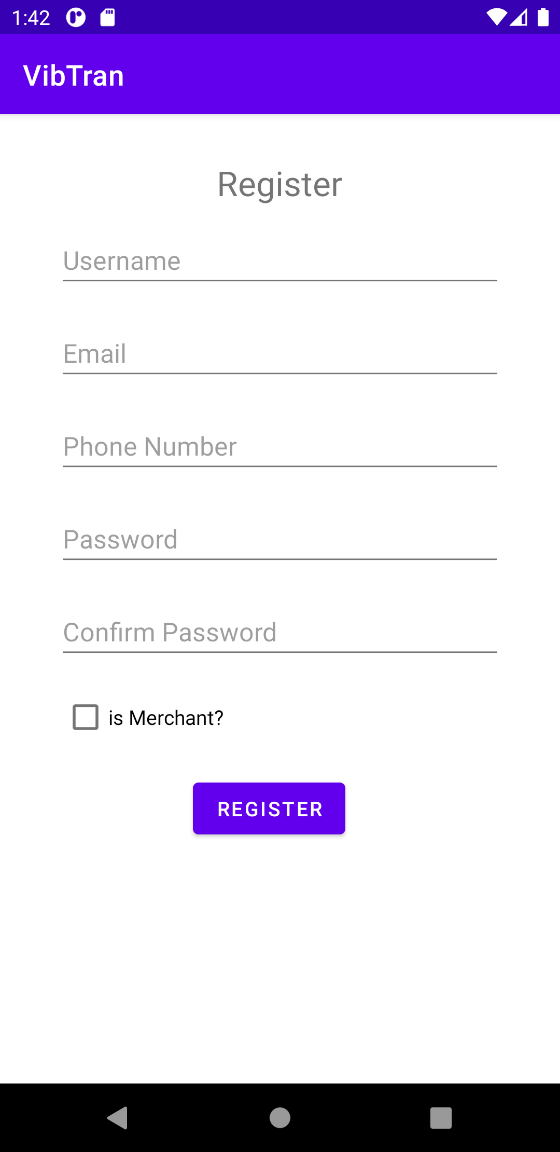 1:42
VibTran
Register
Username
Email
Phone Number
Password
Confirm Password
is Merchant?
REGISTER